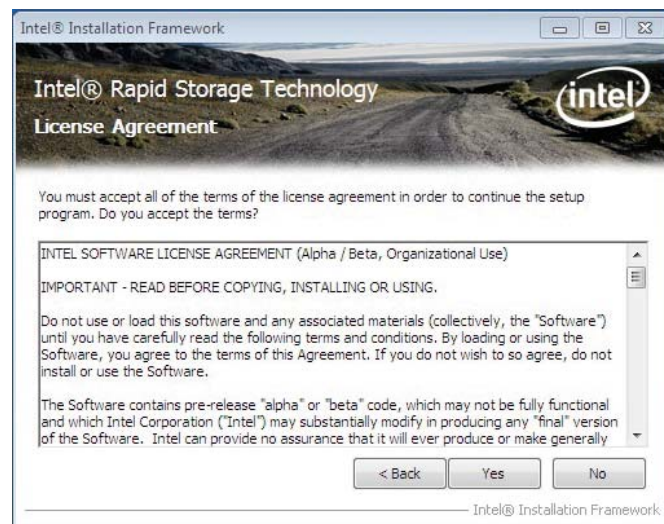 Intel® Installation Framework
Intel® Rapid Storage Technology
License Agreement
intel
You must accept all of the terms of the license agreement in order to continue the setup
program. Do you accept the terms?
INTEL SOFTWARE LICENSE AGREEMENT (Alpha / Beta, Organizational Use)
IMPORTANT - READ BEFORE COPYING, INSTALLING OR USING.
Do not use or load this software and any associated materials (collectively, the "Software")
until you have carefully read the following terms and conditions. By loading or using the
Software, you agree to the terms of this Agreement. If you do not wish to so agree, do not
install or use the Software.
The Software contains pre-release "alpha" or "beta" code, which may not be fully functional
and which Intel Corporation ("Intel") may substantially modify in producing any "final" version
of the Software. Intel can provide no assurance that it will ever produce or make generally
< Back
Yes
No
Intel® Installation Framework